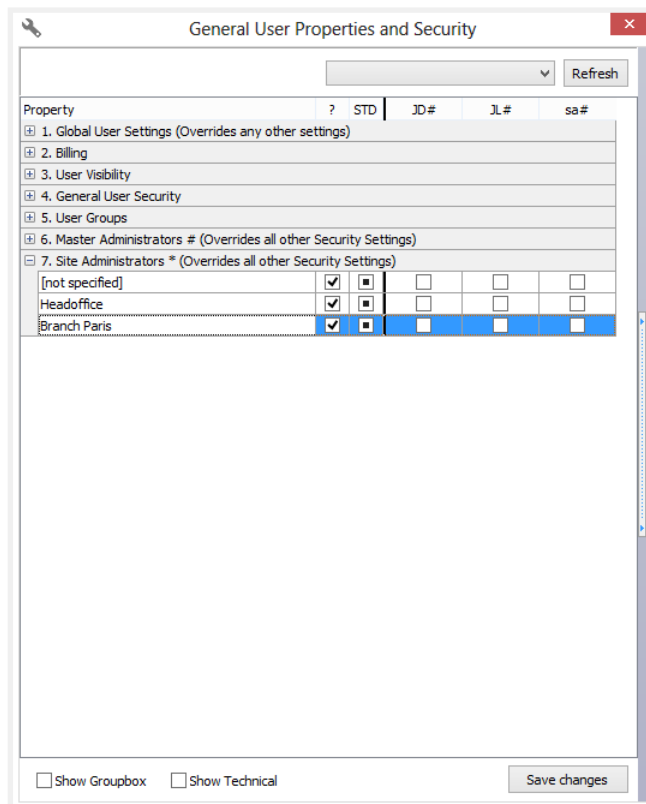 General User Properties and Security
Refresh
Property ? STD JD# JL# sa#
1. Global User Settings (Overrides any other settings)
2. Billing
3. User Visibility
4. General User Security
5. User Groups
6. Master Administrators # (Overrides all other Security Settings)
7. Site Administrators * (Overrides all other Security Settings)
[not specified]
Headoffice
Branch Paris
Show Groupbox Show Technical Save changes